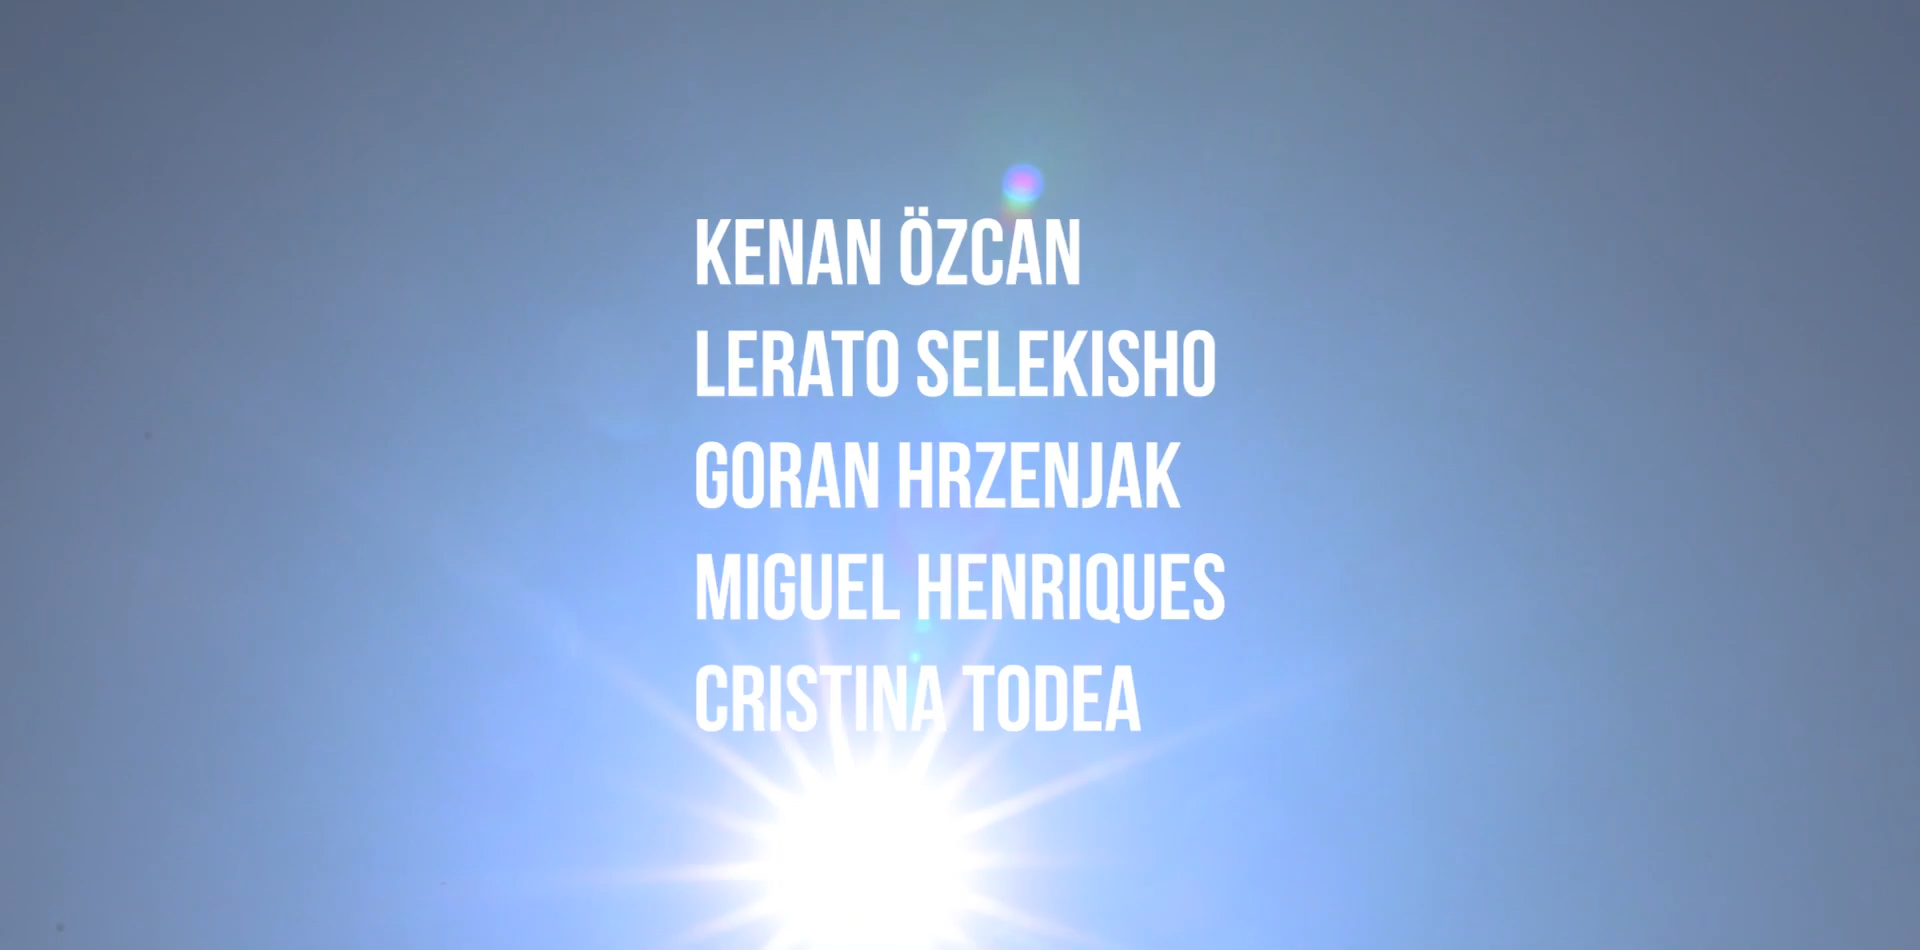 KENAN ÖZCAN
LERATO SELEKISHO
GORAN HRZENJAK
MIGUEL HENRIQUES
CRISTINA TODEA